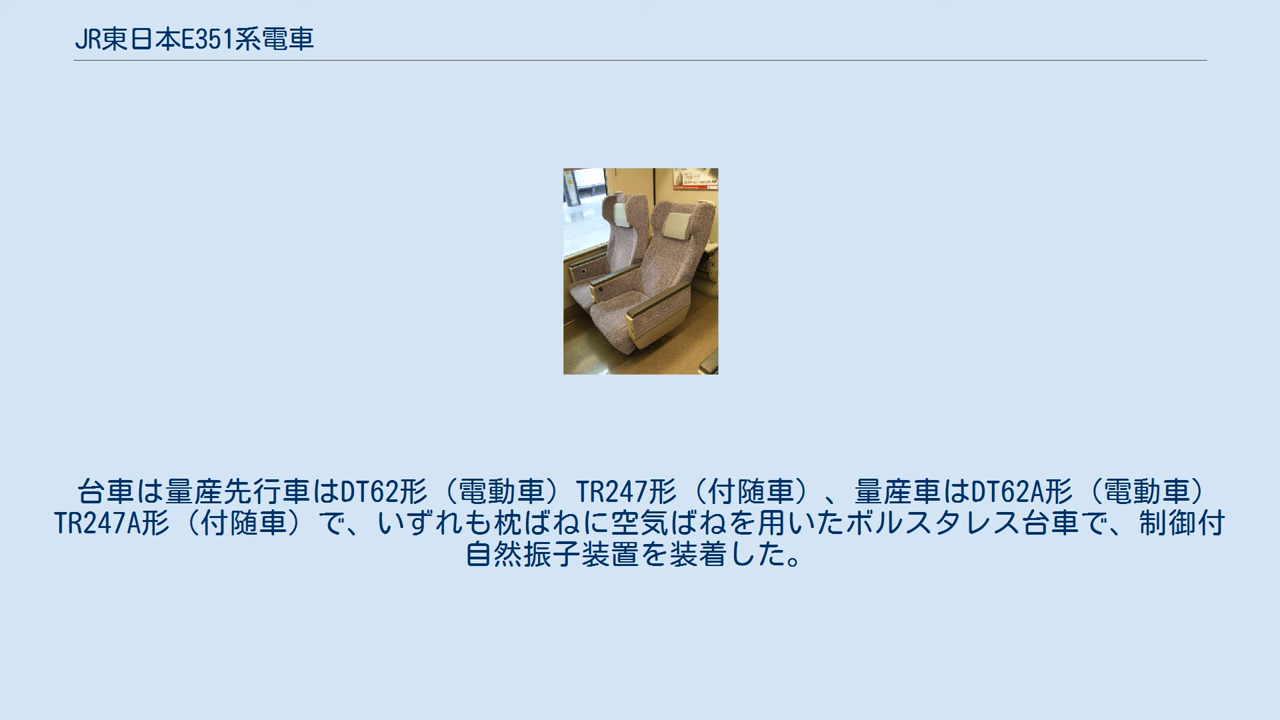 JR東日本E351系電車
台車は量産先行車はDT62形（電動車）TR247形（付随車）、量産車はDT62A形（電動車）
TR247A形（付随車）で、いずれも枕ばねに空気ばねを用いたボルスタレス台車で、制御付
自然振子装置を装着した。